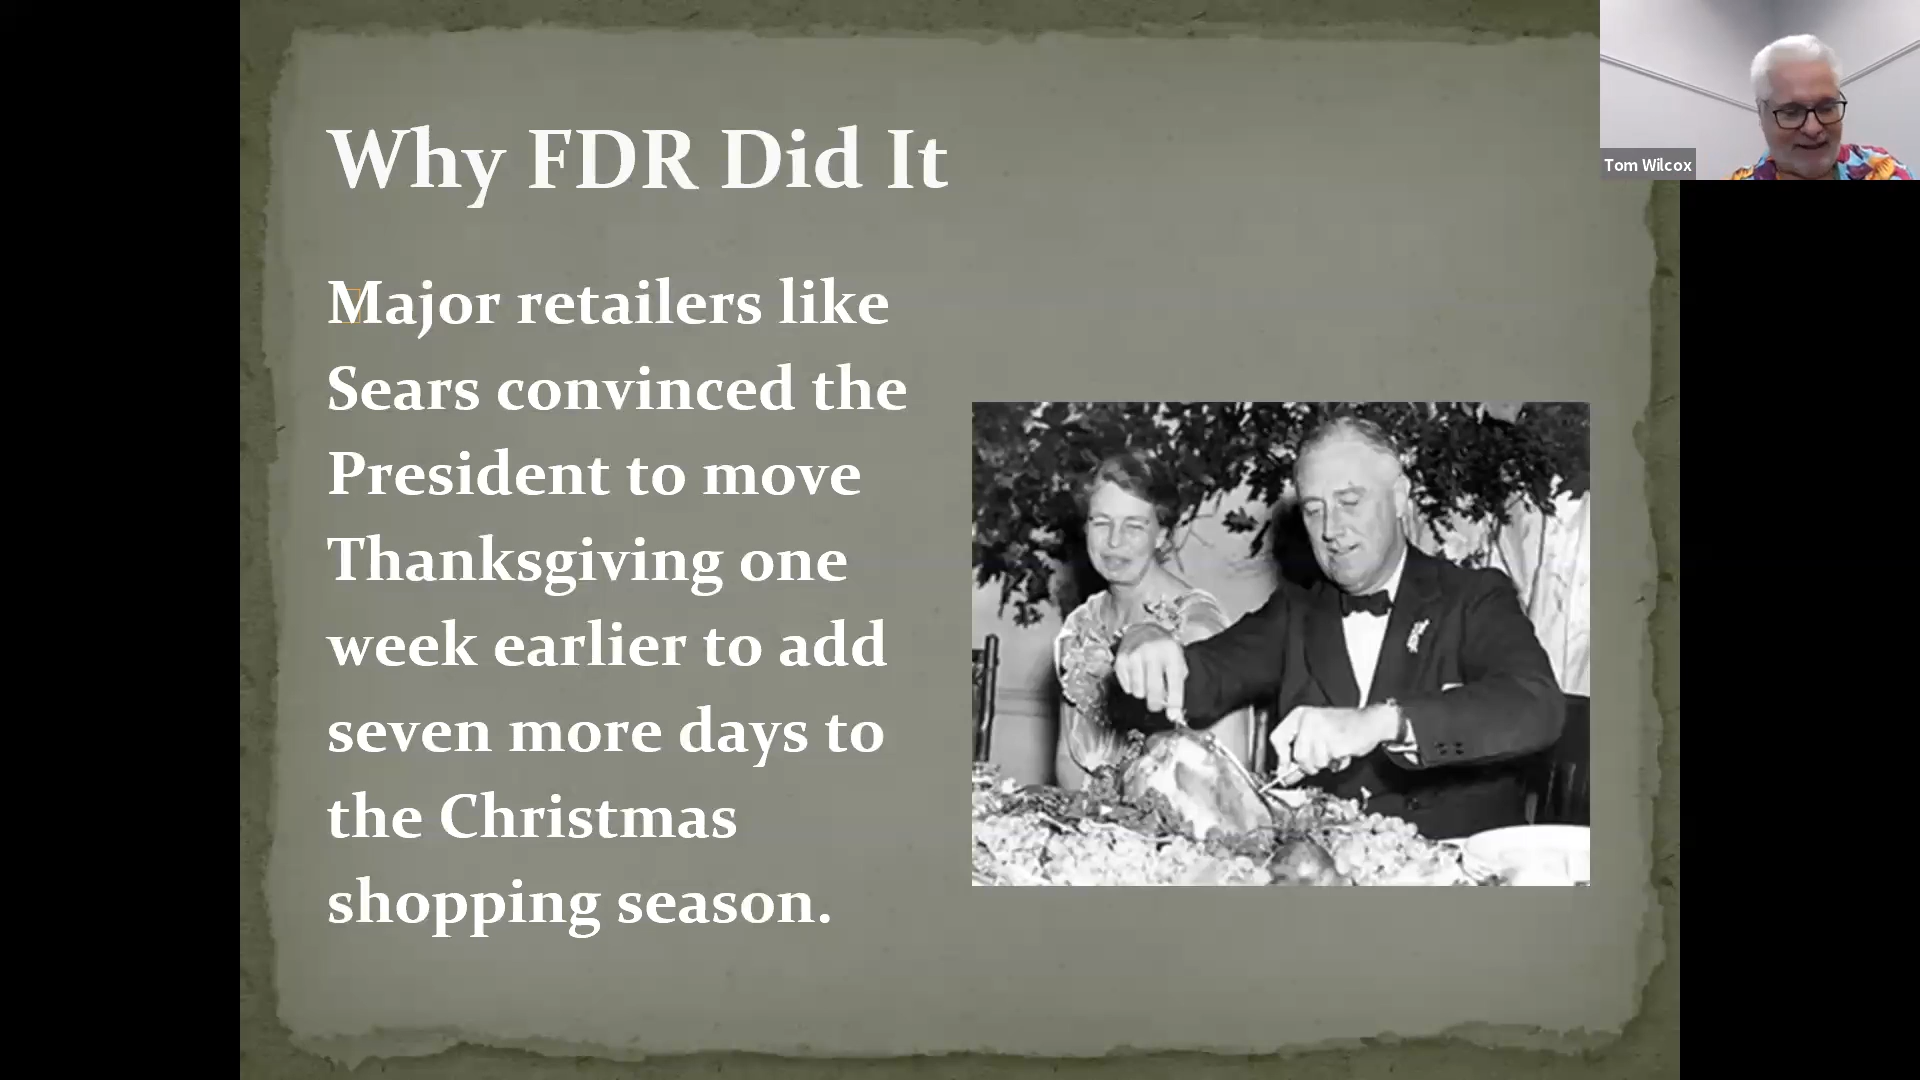 Why FDR Did It
Major retailers like
Sears convinced the
President to move
Thanksgiving one
week earlier to add
seven more days to
the Christmas
shopping season.
Tom Wilcox